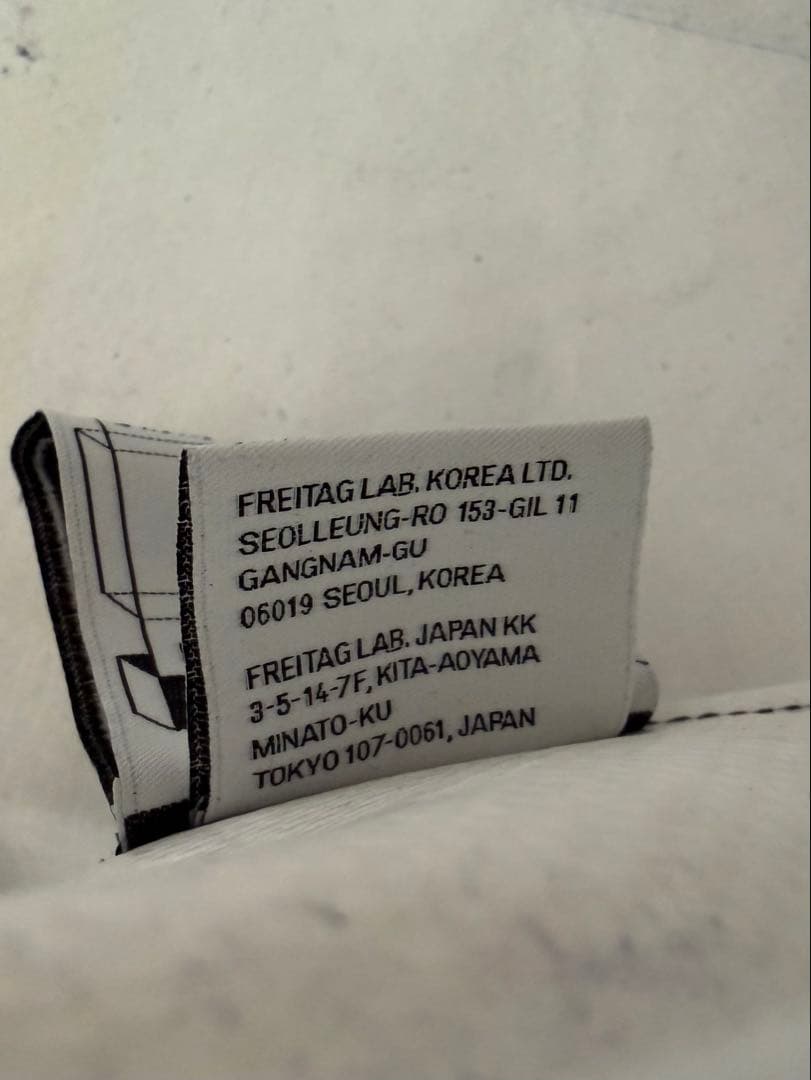 FREITAG LAB. KOREA LTD.
SEOLLEUNG-RO 153-GIL 11
GANGNAM-GU
06019 SEOUL, KOREA
FREITAG LAB. JAPAN KK
3-5-14-7F, KITA-AOYAMA
MINATO-KU
TOKYO 107-0061, JAPAN